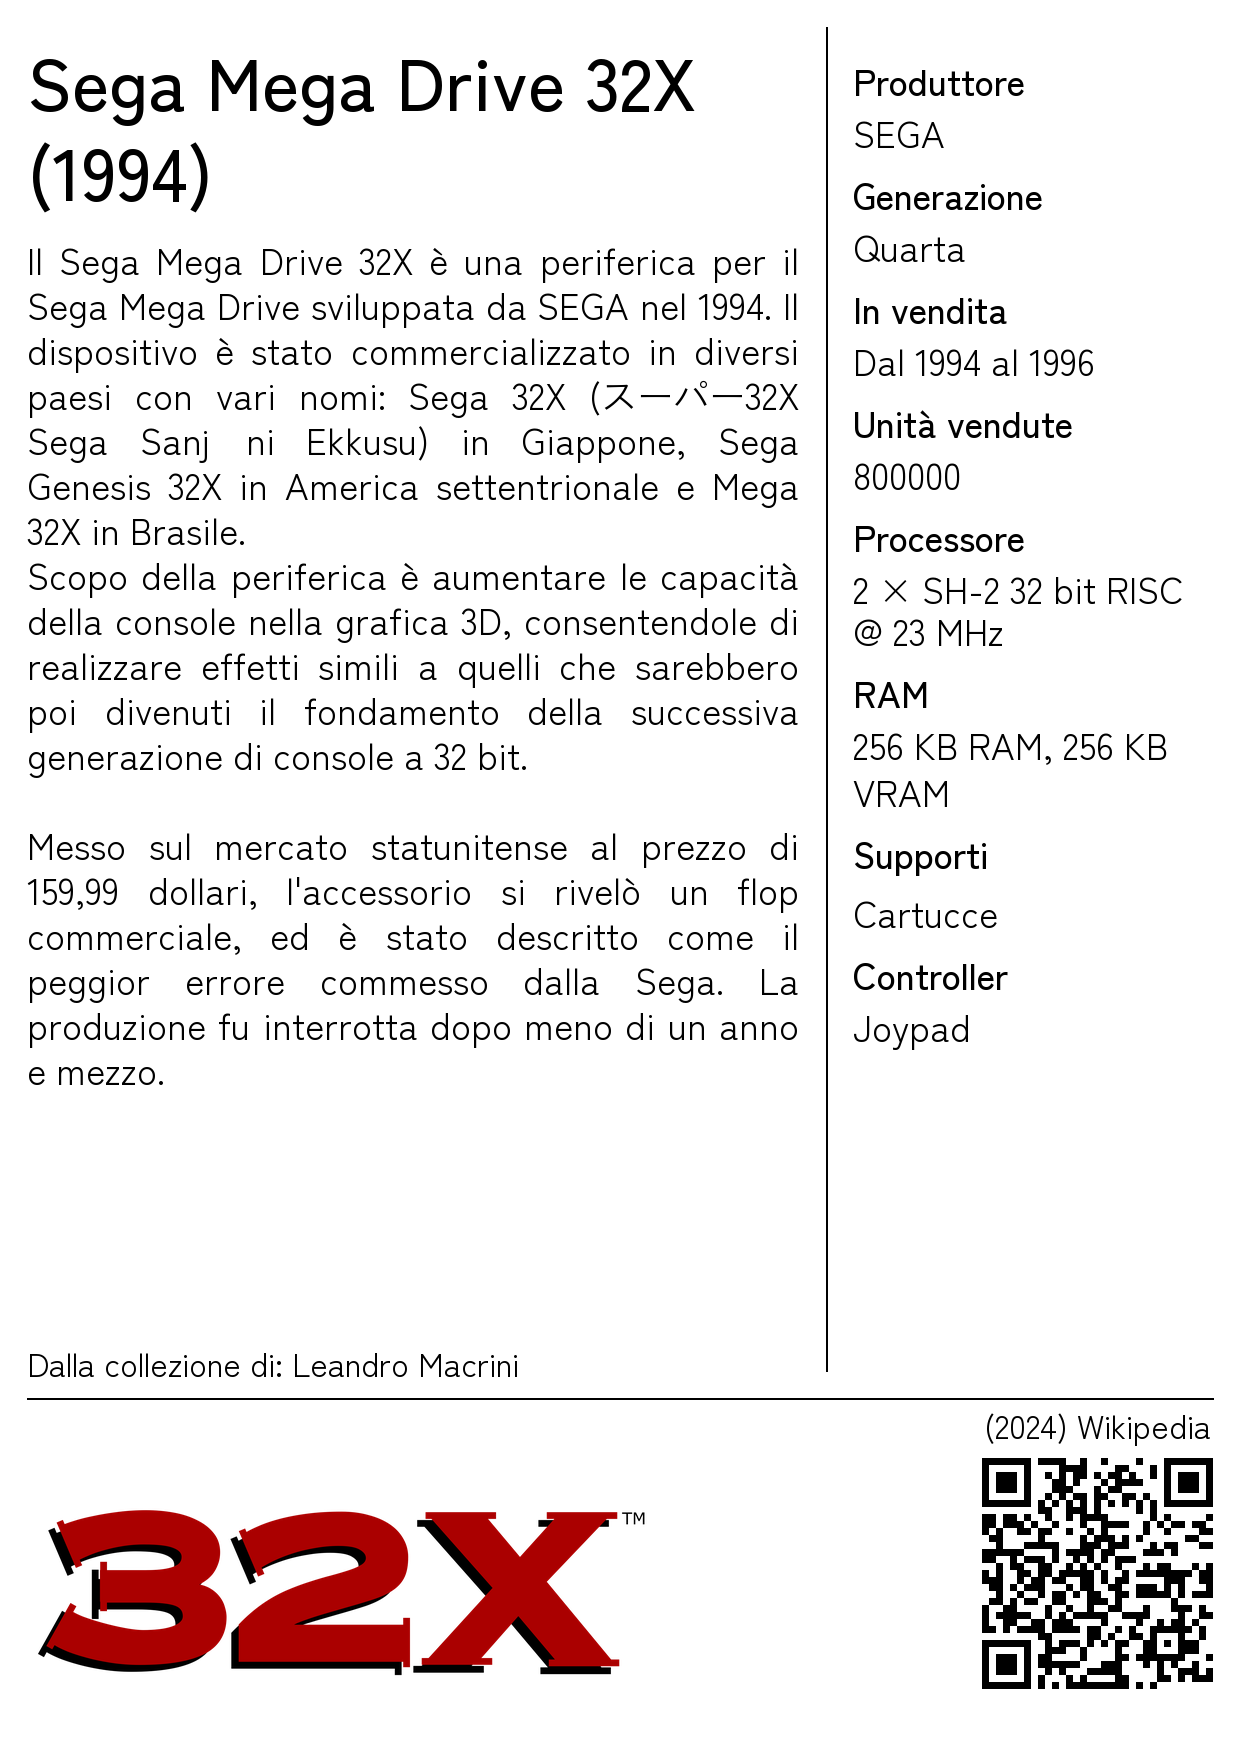 Sega Mega Drive 32X
(1994)
Il Sega Mega Drive 32X è una periferica per il
Sega Mega Drive sviluppata da SEGA nel 1994. Il
dispositivo è stato commercializzato in diversi
paesi con vari nomi: Sega 32X (スーパー32X
Sega Sanj ni Ekkusu) in Giappone, Sega
Genesis 32X in America settentrionale e Mega
32X in Brasile.
Scopo della periferica è aumentare le capacità
della console nella grafica 3D, consentendole di
realizzare effetti simili a quelli che sarebbero
poi divenuti il fondamento della successiva
generazione di console a 32 bit.
Messo sul mercato statunitense al prezzo di
159,99 dollari, l'accessorio si rivelò un flop
commerciale, ed è stato descritto come il
peggior errore commesso dalla Sega. La
produzione fu interrotta dopo meno di un anno
e mezzo.
Dalla collezione di: Leandro Macrini
Produttore
SEGA
Generazione
Quarta
In vendita
Dal 1994 al 1996
Unità vendute
800000
Processore
2 × SH-2 32 bit RISC
@ 23 MHz
RAM
256 KB RAM, 256 KB
VRAM
Supporti
Cartucce
Controller
Joypad
(2024) Wikipedia
32X™